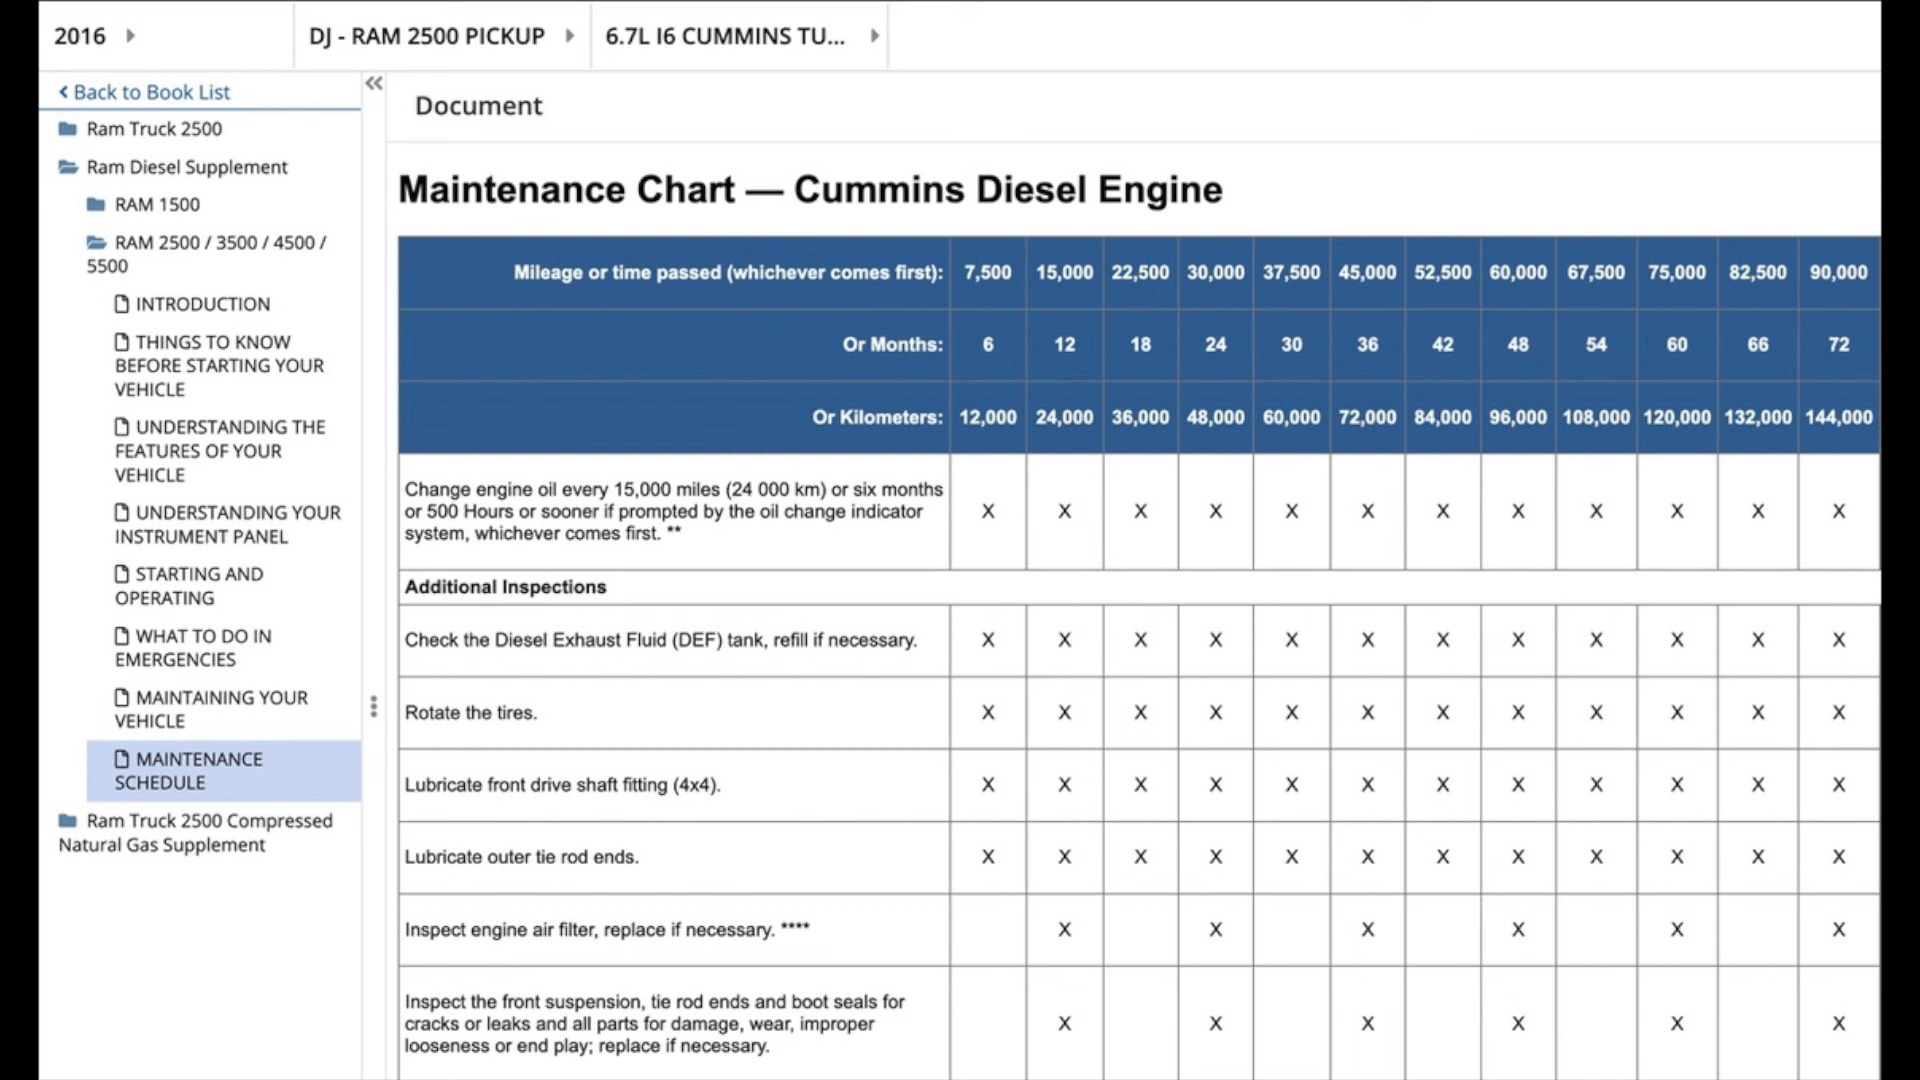 2016
DJ - RAM 2500 PICKUP
6.7L I6 CUMMINS TU...
Back to Book List
Ram Truck 2500
Ram Diesel Supplement
RAM 1500
RAM 2500 / 3500 / 4500 /
5500
INTRODUCTION
THINGS TO KNOW
BEFORE STARTING YOUR
VEHICLE
UNDERSTANDING THE
FEATURES OF YOUR
VEHICLE
UNDERSTANDING YOUR
INSTRUMENT PANEL
STARTING AND
OPERATING
WHAT TO DO IN
EMERGENCIES
MAINTAINING YOUR
VEHICLE
MAINTENANCE
SCHEDULE
Ram Truck 2500 Compressed
Natural Gas Supplement
Document
Maintenance Chart — Cummins Diesel Engine
Mileage or time passed (whichever comes first): 7,500 15,000 22,500 30,000 37,500 45,000 52,500 60,000 67,500 75,000 82,500 90,000
Or Months: 6 12 18 24 30 36 42 48 54 60 66 72
Or Kilometers: 12,000 24,000 36,000 48,000 60,000 72,000 84,000 96,000 108,000 120,000 132,000 144,000
Change engine oil every 15,000 miles (24 000 km) or six months
or 500 Hours or sooner if prompted by the oil change indicator
system, whichever comes first. **
X X X X X X X X X X X X
Additional Inspections
Check the Diesel Exhaust Fluid (DEF) tank, refill if necessary. X X X X X X X X X X X X
Rotate the tires. X X X X X X X X X X X X
Lubricate front drive shaft fitting (4x4). X X X X X X X X X X X X
Lubricate outer tie rod ends. X X X X X X X X X X X X
Inspect engine air filter, replace if necessary. **** X X X X X X
Inspect the front suspension, tie rod ends and boot seals for
cracks or leaks and all parts for damage, wear, improper
looseness or end play; replace if necessary.
X X X X X X